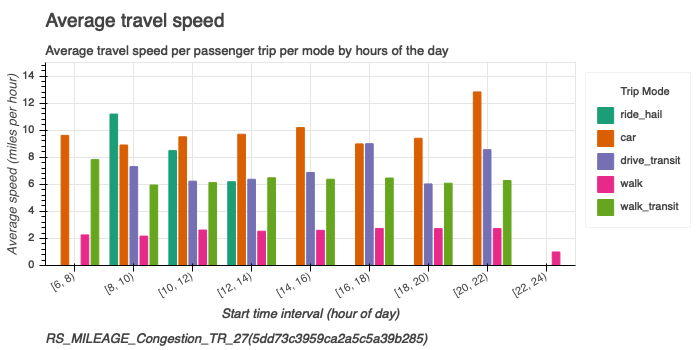 Average travel speed
Average travel speed per passenger trip per mode by hours of the day
Average speed (miles per hour)
14
12
10
8
6
4
2
0
[6, 8)
[8, 10)
[10, 12)
[12, 14)
[14, 16)
[16, 18)
[18, 20)
[20, 22)
[22, 24)
Start time interval (hour of day)
Trip Mode
ride_hail
car
drive_transit
walk
walk_transit
RS_MILEAGE_Congestion_TR_27(5dd73c3959ca2a5c5a39b285)